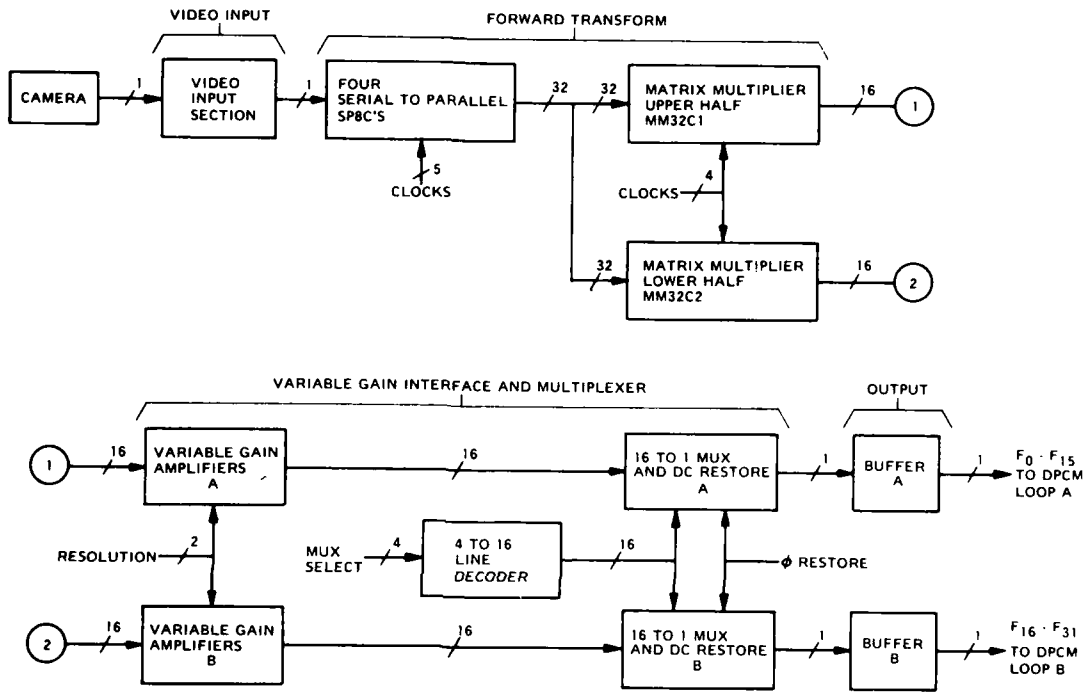 VIDEO INPUT
FORWARD TRANSFORM
CAMERA
1
VIDEO
INPUT
SECTION
1
FOUR
SERIAL TO PARALLEL
SP8C'S
5
CLOCKS
32
32
MATRIX MULTIPLIER
UPPER HALF
MM32C1
16
1
CLOCKS
4
32
MATRIX MULTIPLIER
LOWER HALF
MM32C2
16
2
VARIABLE GAIN INTERFACE AND MULTIPLEXER
OUTPUT
1
16
VARIABLE GAIN
AMPLIFIERS
A
16
16 TO 1 MUX
AND DC RESTORE
A
1
BUFFER
A
1
F0 · F15
TO DPCM
LOOP A
RESOLUTION
2
MUX
SELECT
4
4 TO 16
LINE
DECODER
16
φ RESTORE
2
16
VARIABLE GAIN
AMPLIFIERS
B
16
16 TO 1 MUX
AND DC RESTORE
B
1
BUFFER
B
1
F16 · F31
TO DPCM
LOOP B